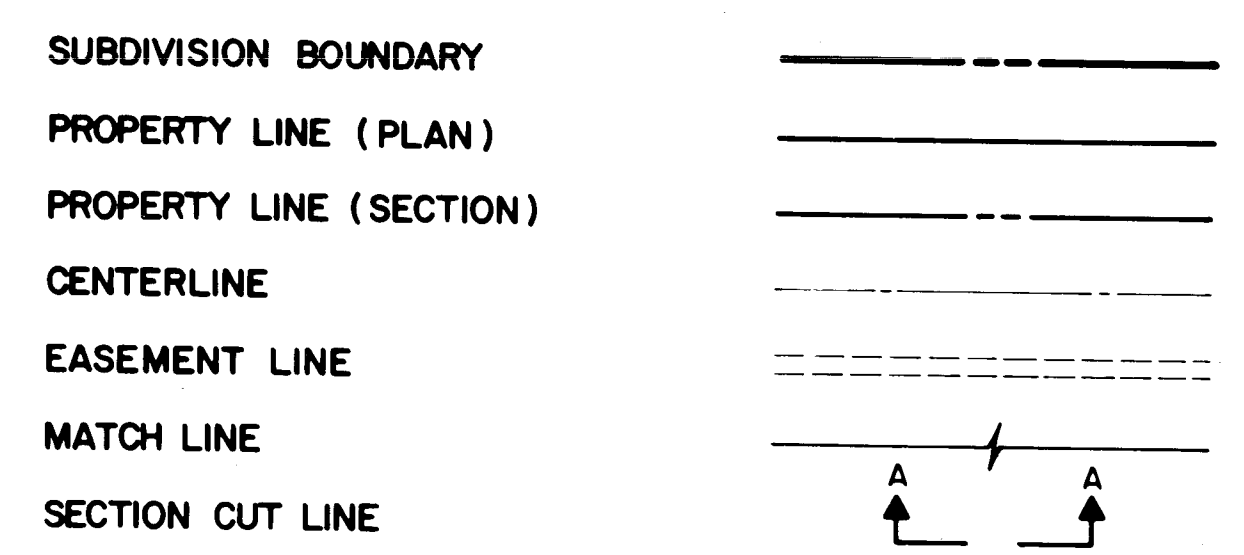 SUBDIVISION BOUNDARY
PROPERTY LINE (PLAN)
PROPERTY LINE (SECTION)
CENTERLINE
EASEMENT LINE
MATCH LINE
A A
SECTION CUT LINE